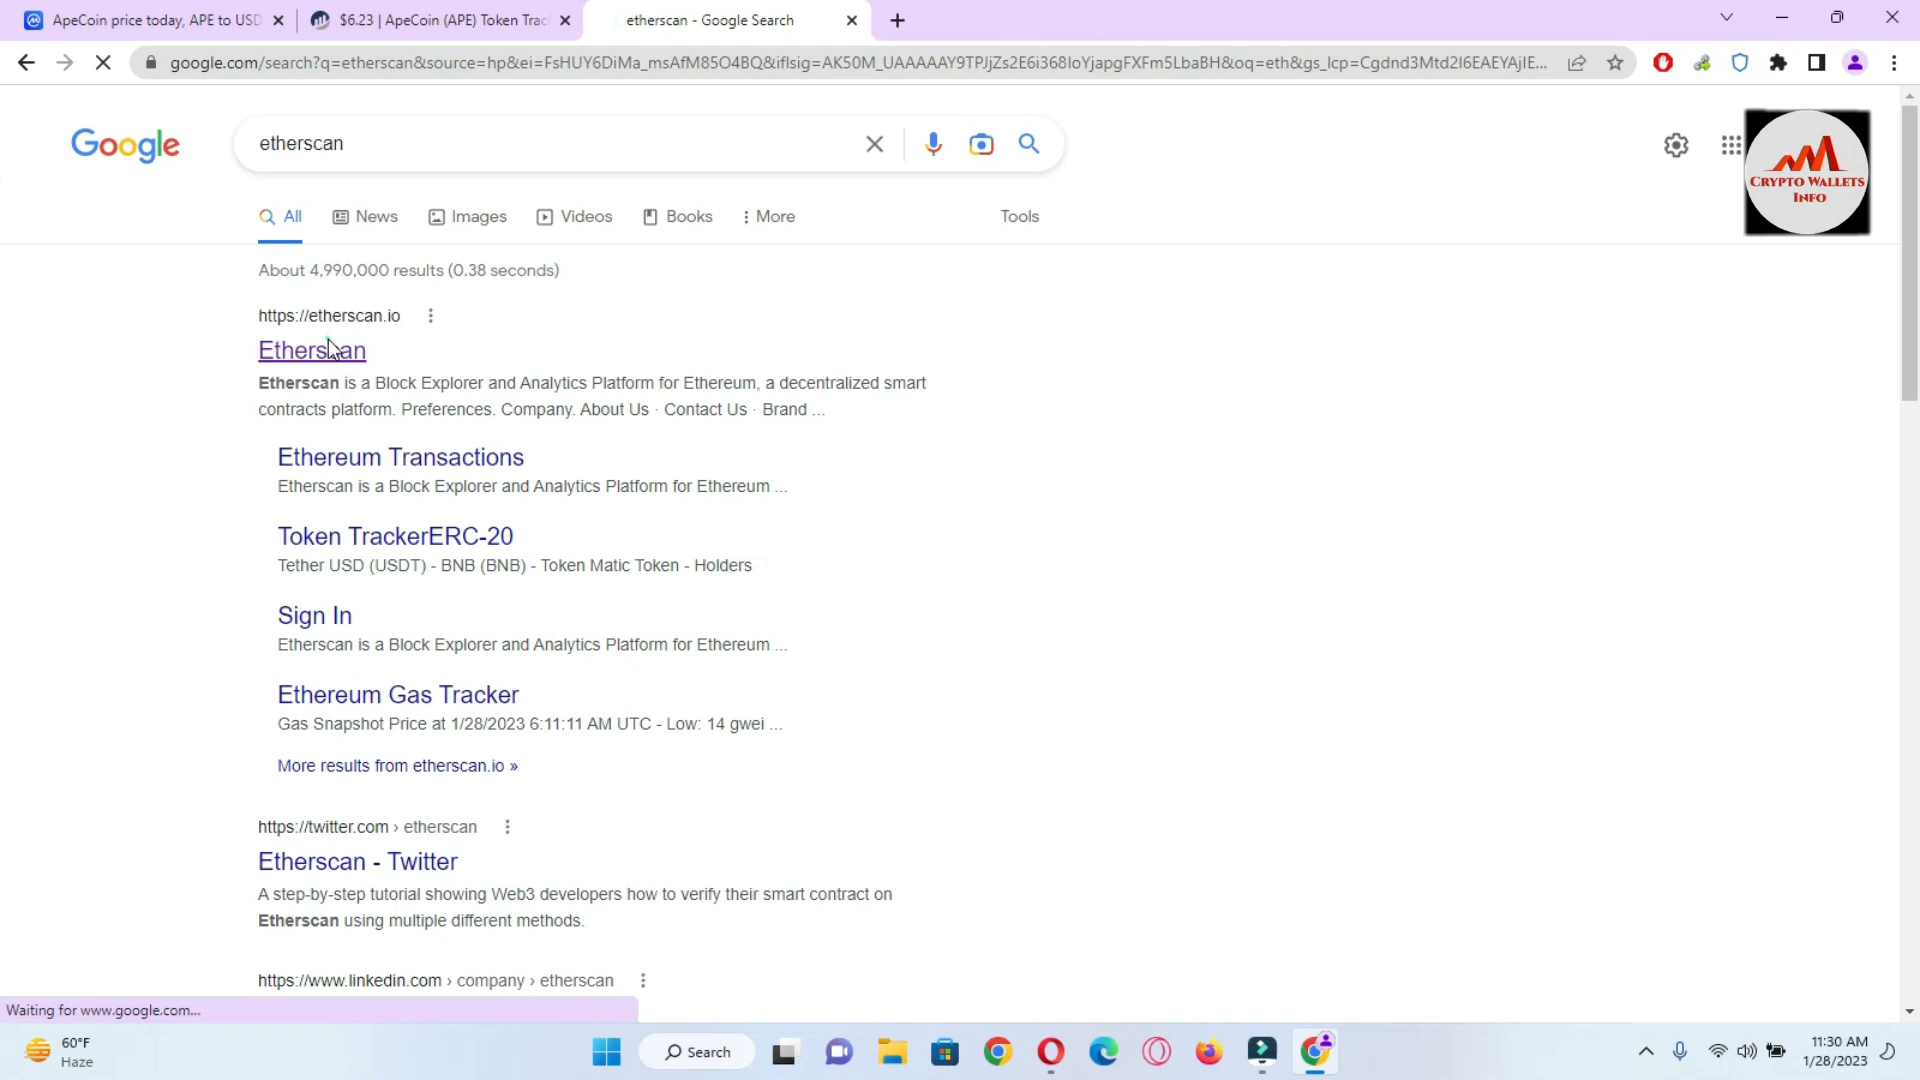 ApeCoin price today, APE to USD
$6.23 | ApeCoin (APE) Token Trac
etherscan - Google Search
google.com/search?q=etherscan&source=hp&ei=FsHUY6DiMa_msAfM85O4BQ&iflsig=AK50M_UAAAAAY9TPJjZs2E6i368IoYjapgFXFm5LbaBH&oq=eth&gs_lcp=Cgdnd3Mtd2l6EAEYAjIE...
Google
etherscan
CRYPTO WALLETS
INFO
All
News
Images
Videos
Books
More
Tools
About 4,990,000 results (0.38 seconds)
https://etherscan.io
Etherscan
Etherscan is a Block Explorer and Analytics Platform for Ethereum, a decentralized smart
contracts platform. Preferences. Company. About Us · Contact Us · Brand ...
Ethereum Transactions
Etherscan is a Block Explorer and Analytics Platform for Ethereum ...
Token TrackerERC-20
Tether USD (USDT) - BNB (BNB) - Token Matic Token - Holders
Sign In
Etherscan is a Block Explorer and Analytics Platform for Ethereum ...
Ethereum Gas Tracker
Gas Snapshot Price at 1/28/2023 6:11:11 AM UTC - Low: 14 gwei ...
More results from etherscan.io »
https://twitter.com › etherscan
Etherscan - Twitter
A step-by-step tutorial showing Web3 developers how to verify their smart contract on
Etherscan using multiple different methods.
https://www.linkedin.com › company › etherscan
Waiting for www.google.com...
60°F
Haze
Search
11:30 AM
1/28/2023